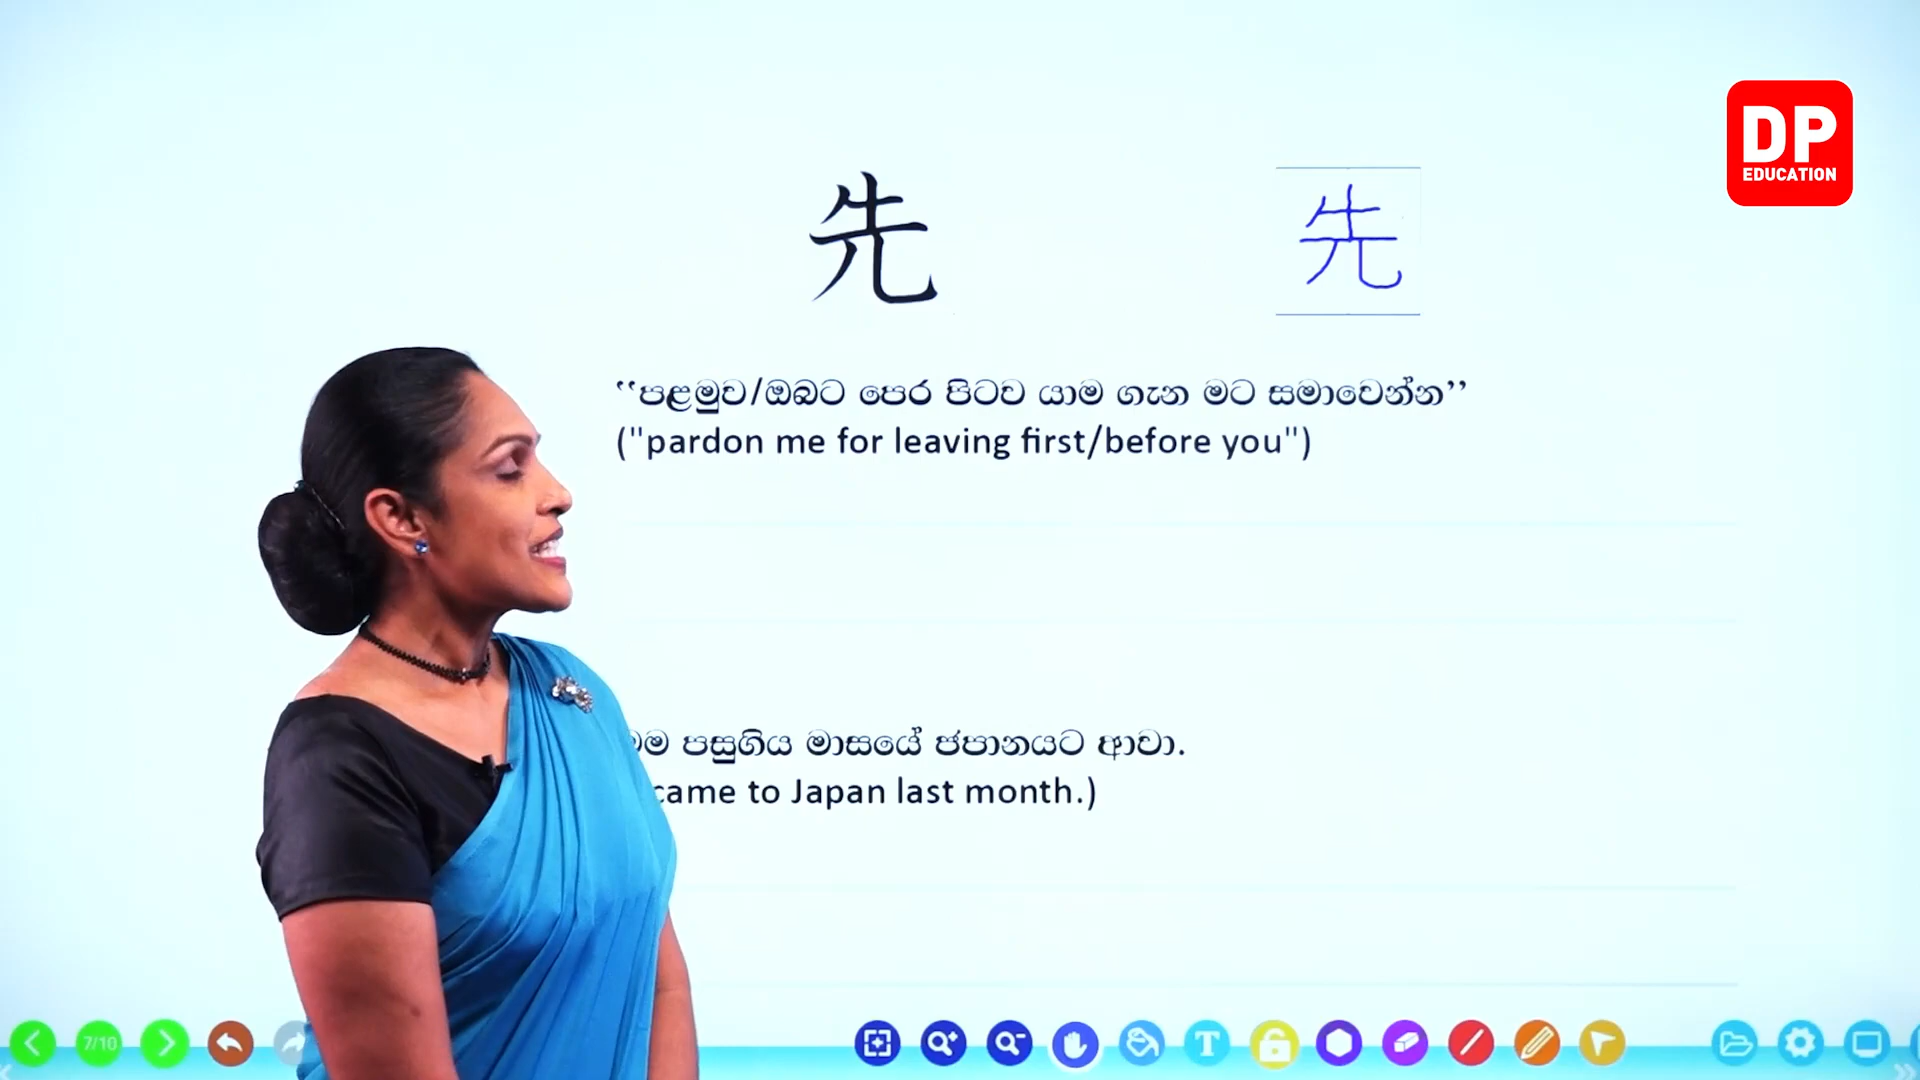 DP
EDUCATION
先 先
“පළමුව/ඔබට පෙර පිටව යාම ගැන මට සමාවෙන්න”
("pardon me for leaving first/before you")
පසුගිය මාසයේ ජපානයට ආවා.
came to Japan last month.)
7/10
T